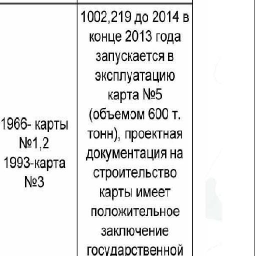 1966- карты
№1,2
1993-карта
№3
1002,219 до 2014 в
конце 2013 года
запускается в
эксплуатацию
карта №5
(объемом 600 т.
тонн), проектная
документация на
строительство
карты имеет
положительное
заключение
государственной